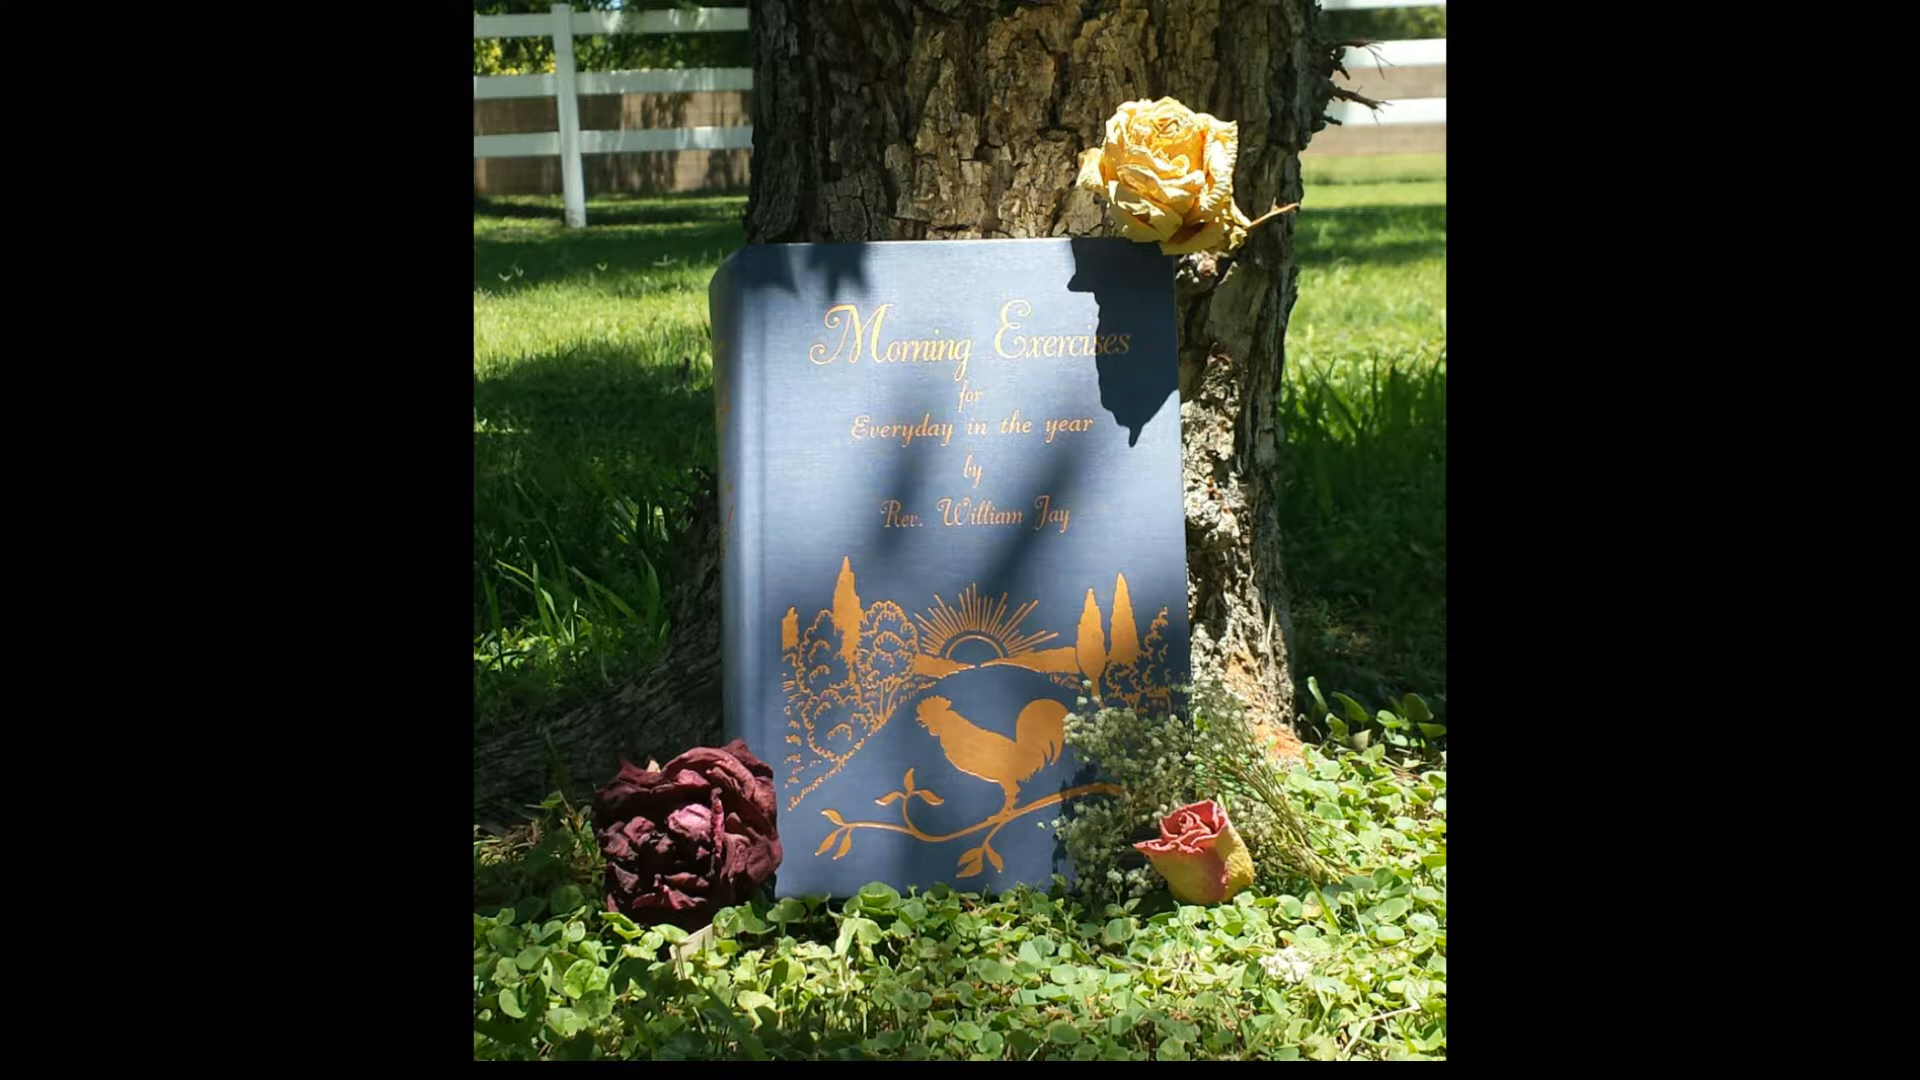 Morning Exercises
for
Everyday in the year
by
Rev. William Jay